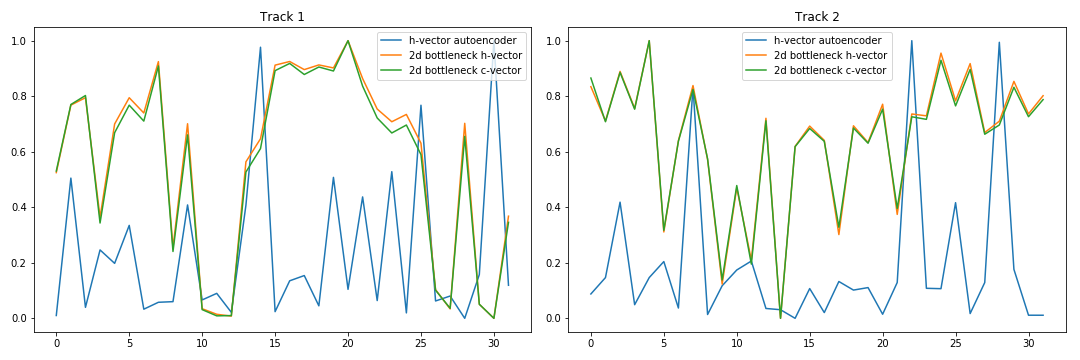 Track 1
1.0
0.8
0.6
0.4
0.2
0.0
0 5 10 15 20 25 30
h-vector autoencoder
2d bottleneck h-vector
2d bottleneck c-vector
Track 2
1.0
0.8
0.6
0.4
0.2
0.0
0 5 10 15 20 25 30
h-vector autoencoder
2d bottleneck h-vector
2d bottleneck c-vector